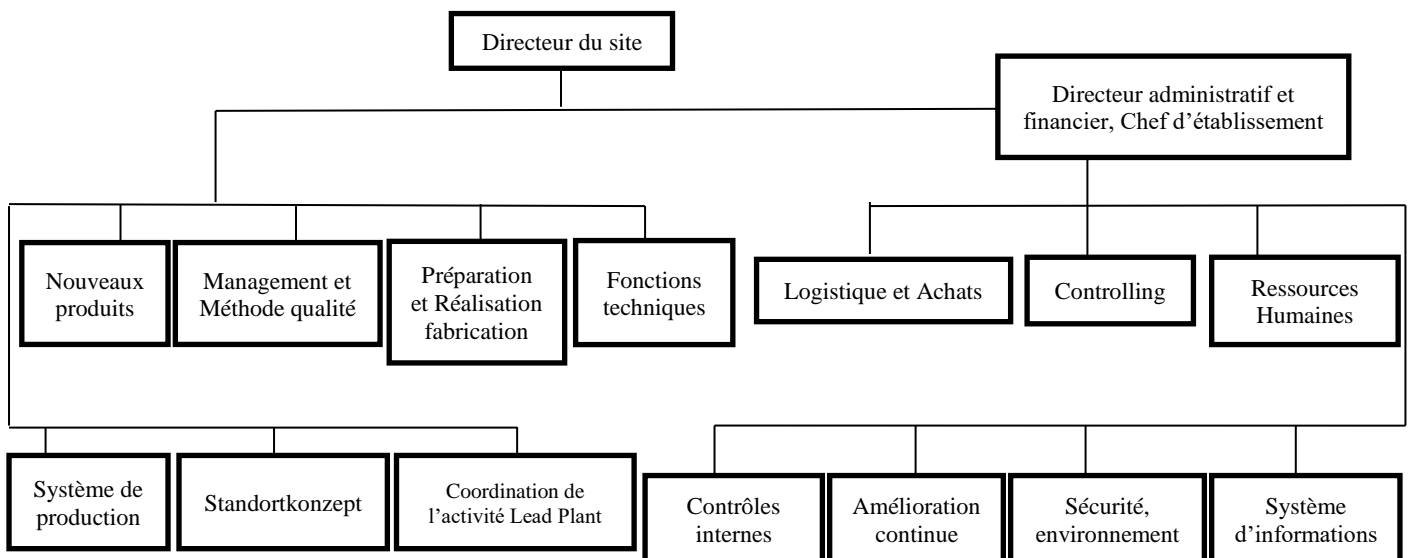 Directeur du site
Directeur administratif et
financier, Chef d’établissement
Nouveaux
produits
Management et
Méthode qualité
Préparation
et Réalisation
fabrication
Fonctions
techniques
Logistique et Achats
Controlling
Ressources
Humaines
Système de
production
Standortkonzept
Coordination de
l’activité Lead Plant
Contrôles
internes
Amélioration
continue
Sécurité,
environnement
Système
d’informations